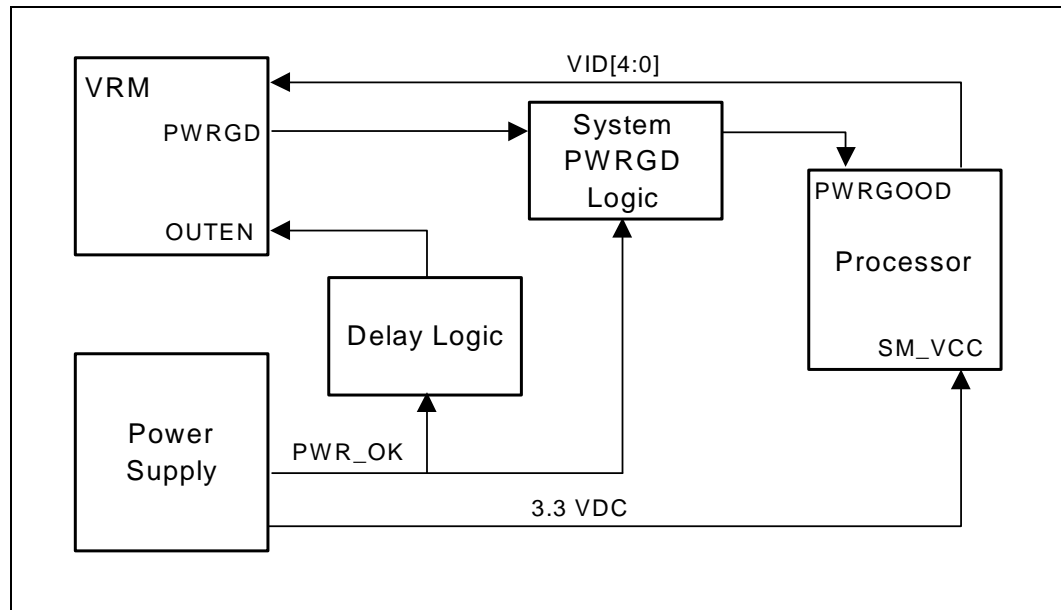 VID[4:0]
VRM
PWRGD
OUTEN
System
PWRGD
Logic
PWRGOOD
Processor
SM_VCC
Delay Logic
Power
Supply
PWR_OK
3.3 VDC